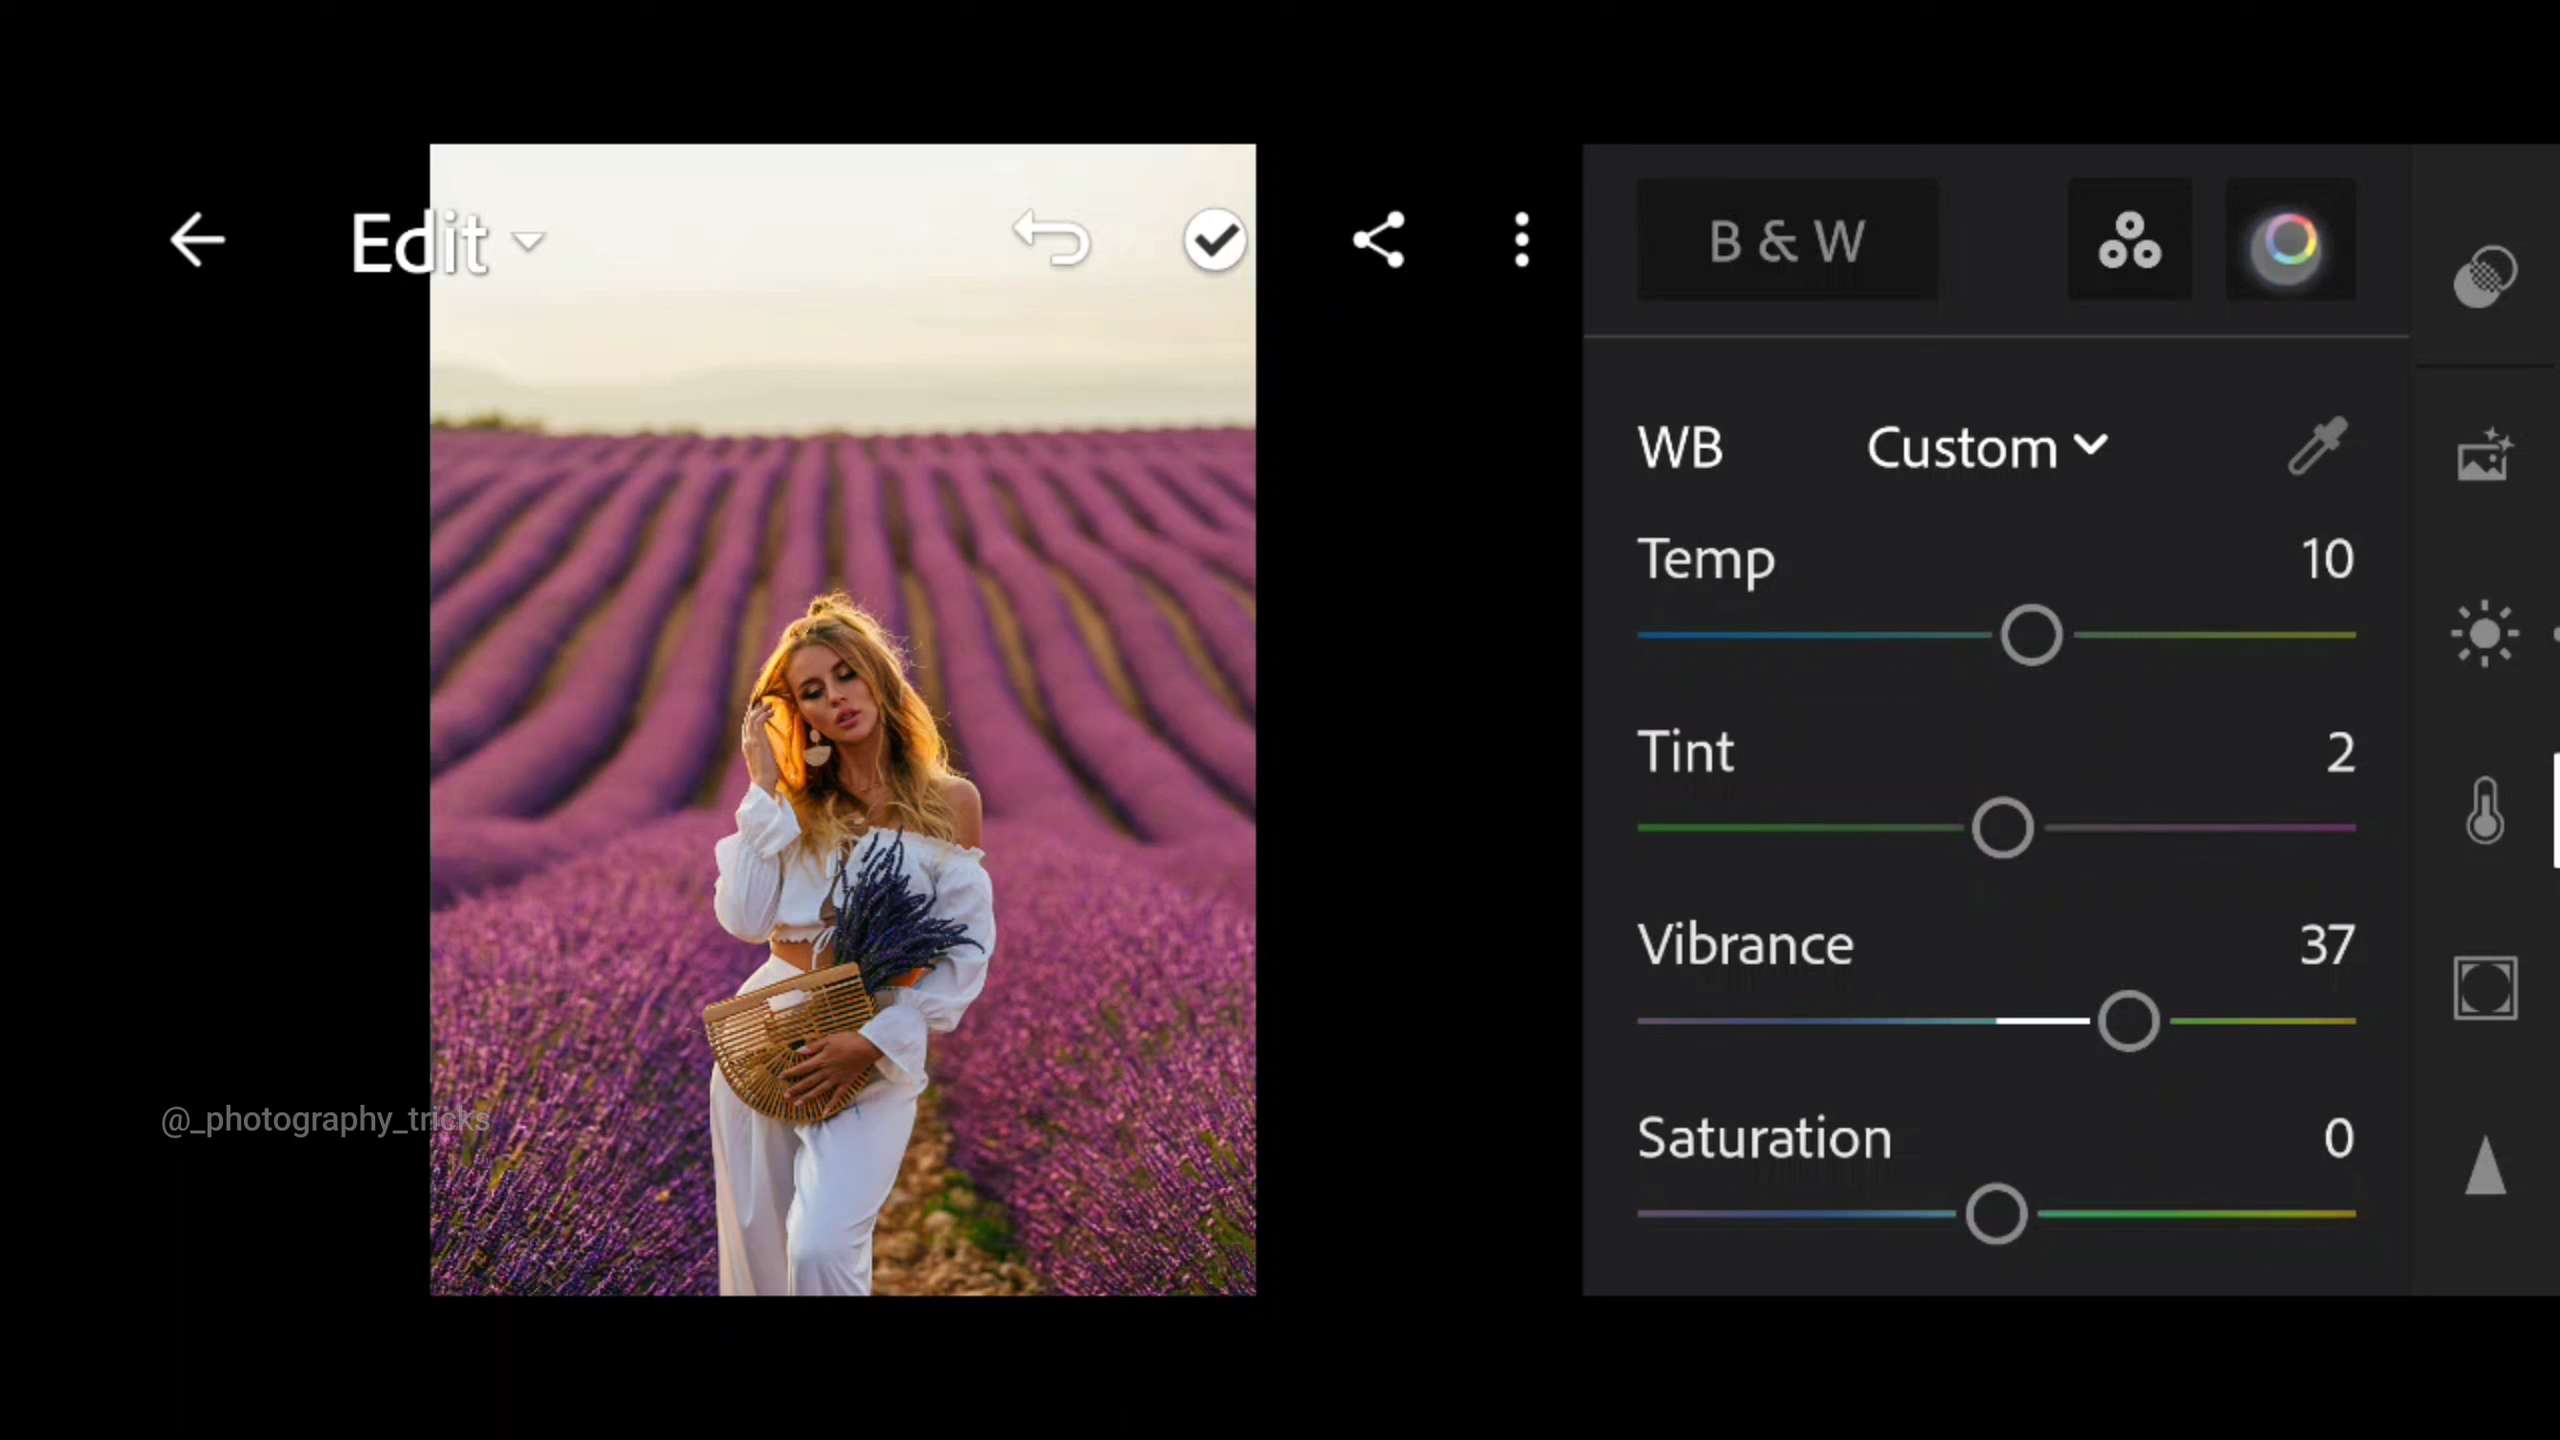 Edit
B & W
WB Custom
Temp 10
Tint 2
Vibrance 37
Saturation 0
@_photography_tricks